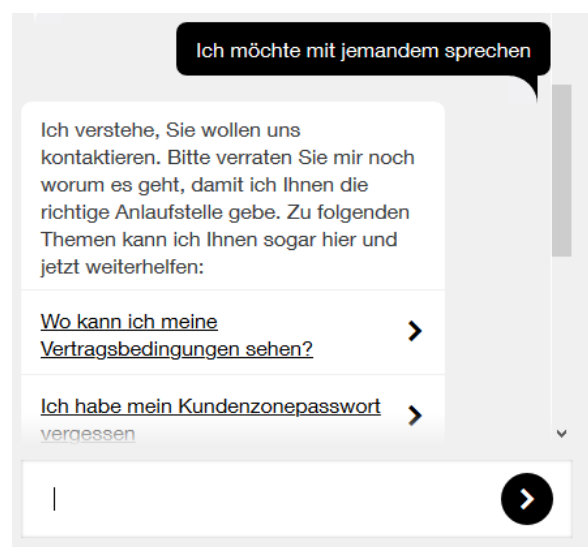 Ich möchte mit jemandem sprechen
Ich verstehe, Sie wollen uns
kontaktieren. Bitte verraten Sie mir noch
worum es geht, damit ich Ihnen die
richtige Anlaufstelle gebe. Zu folgenden
Themen kann ich Ihnen sogar hier und
jetzt weiterhelfen:
Wo kann ich meine
Vertragsbedingungen sehen?
Ich habe mein Kundenzonepasswort
vergessen